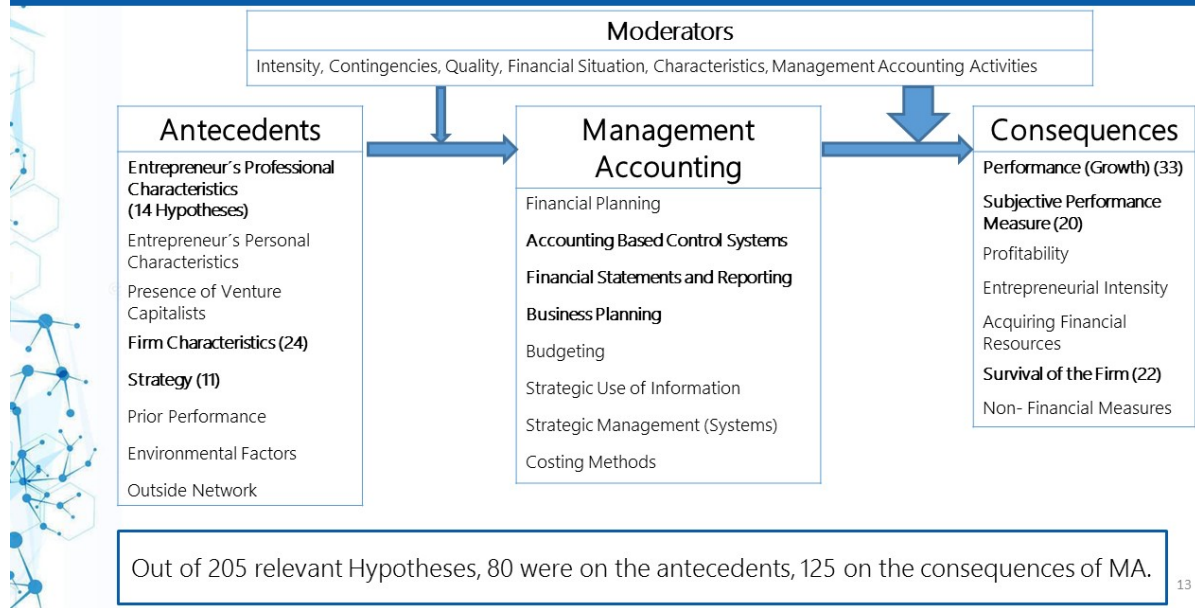 Moderators
Intensity, Contingencies, Quality, Financial Situation, Characteristics, Management Accounting Activities
Antecedents
Entrepreneur´s Professional
Characteristics
(14 Hypotheses)
Entrepreneur´s Personal
Characteristics
Presence of Venture
Capitalists
Firm Characteristics (24)
Strategy (11)
Prior Performance
Environmental Factors
Outside Network
Management
Accounting
Financial Planning
Accounting Based Control Systems
Financial Statements and Reporting
Business Planning
Budgeting
Strategic Use of Information
Strategic Management (Systems)
Costing Methods
Consequences
Performance (Growth) (33)
Subjective Performance
Measure (20)
Profitability
Entrepreneurial Intensity
Acquiring Financial
Resources
Survival of the Firm (22)
Non- Financial Measures
Out of 205 relevant Hypotheses, 80 were on the antecedents, 125 on the consequences of MA.
13